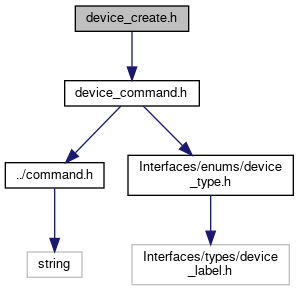 device_create.h
device_command.h
../command.h
Interfaces/enums/device
_type.h
string
Interfaces/types/device
_label.h